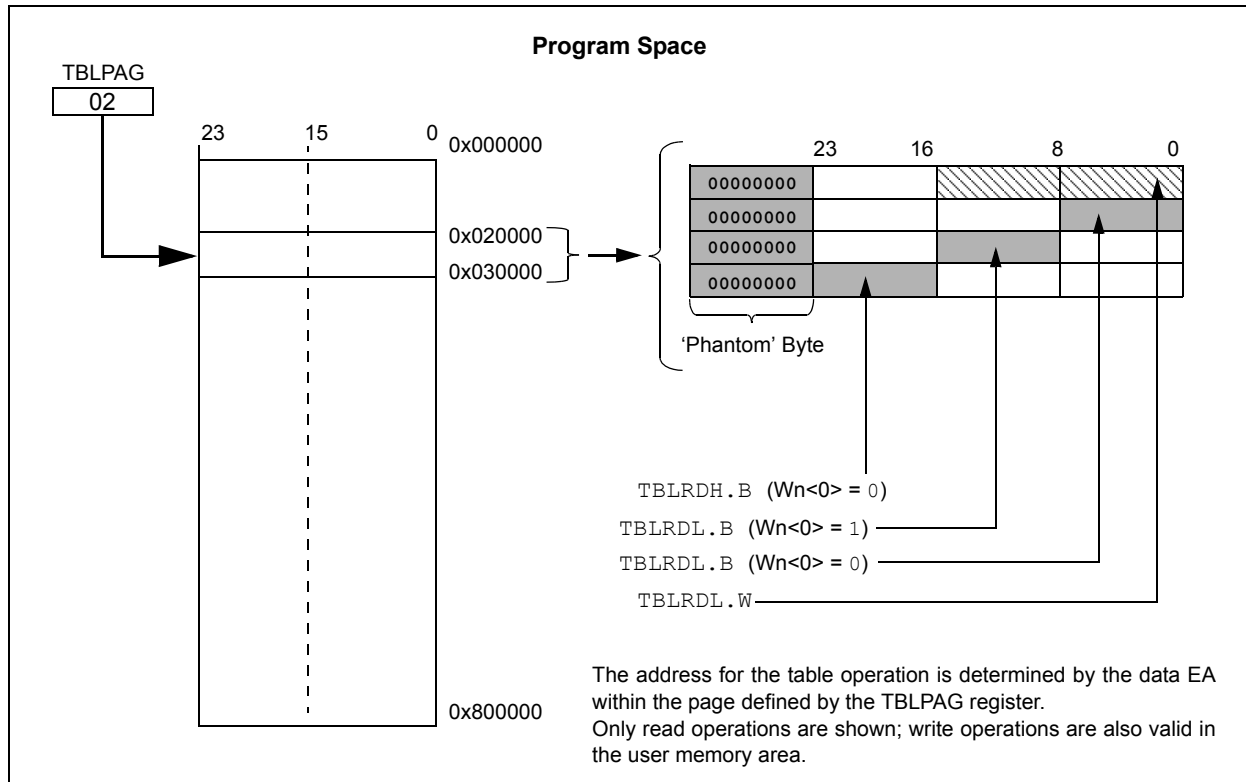 Program Space
TBLPAG
02
23 15 0
0x000000
0x020000
0x030000
0x800000
23 16 8 0
00000000
00000000
00000000
00000000
‘Phantom’ Byte
TBLRDH.B (Wn<0> = 0)
TBLRDL.B (Wn<0> = 1)
TBLRDL.B (Wn<0> = 0)
TBLRDL.W
The address for the table operation is determined by the data EA
within the page defined by the TBLPAG register.
Only read operations are shown; write operations are also valid in
the user memory area.